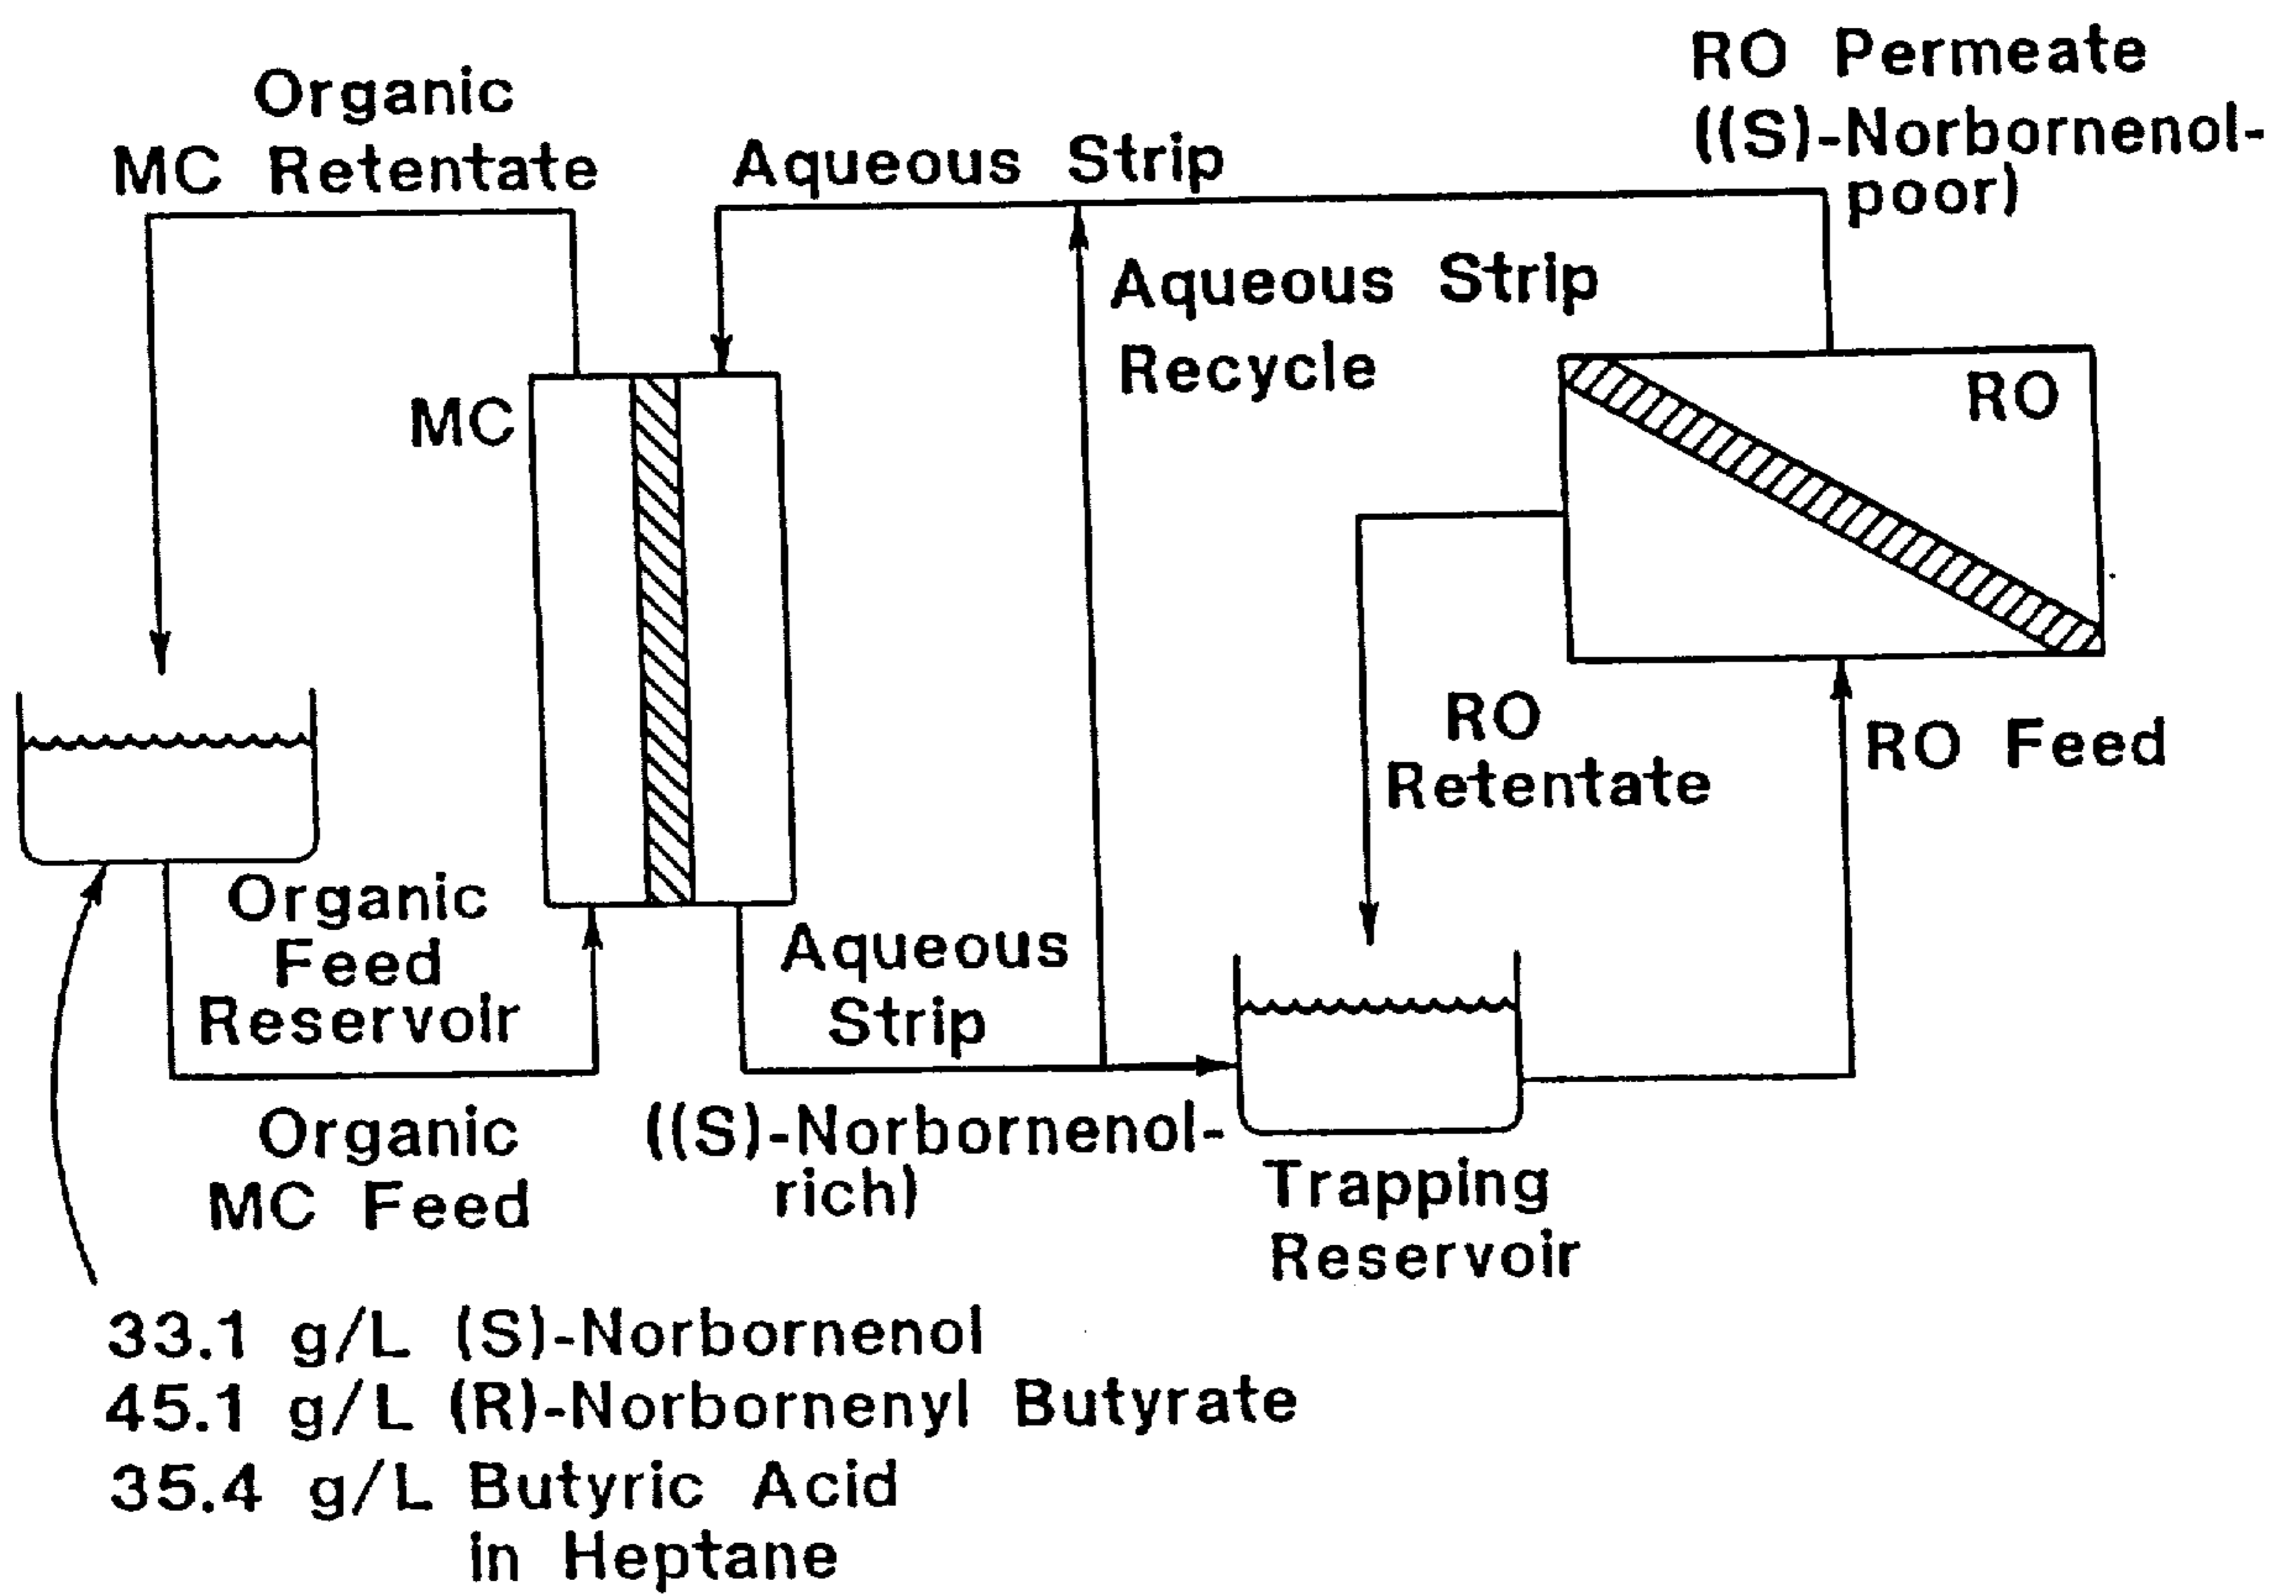 RO Permeate
((S)-Norbornenol-
poor)
Organic
MC Retentate
Aqueous Strip
Aqueous Strip
Recycle
RO
MC
RO
Retentate
RO Feed
Organic
Feed
Reservoir
Aqueous
Strip
Organic
MC Feed
((S)-Norbornenol-
rich)
Trapping
Reservoir
33.1 g/L (S)-Norbornenol
45.1 g/L (R)-Norbornenyl Butyrate
35.4 g/L Butyric Acid
in Heptane